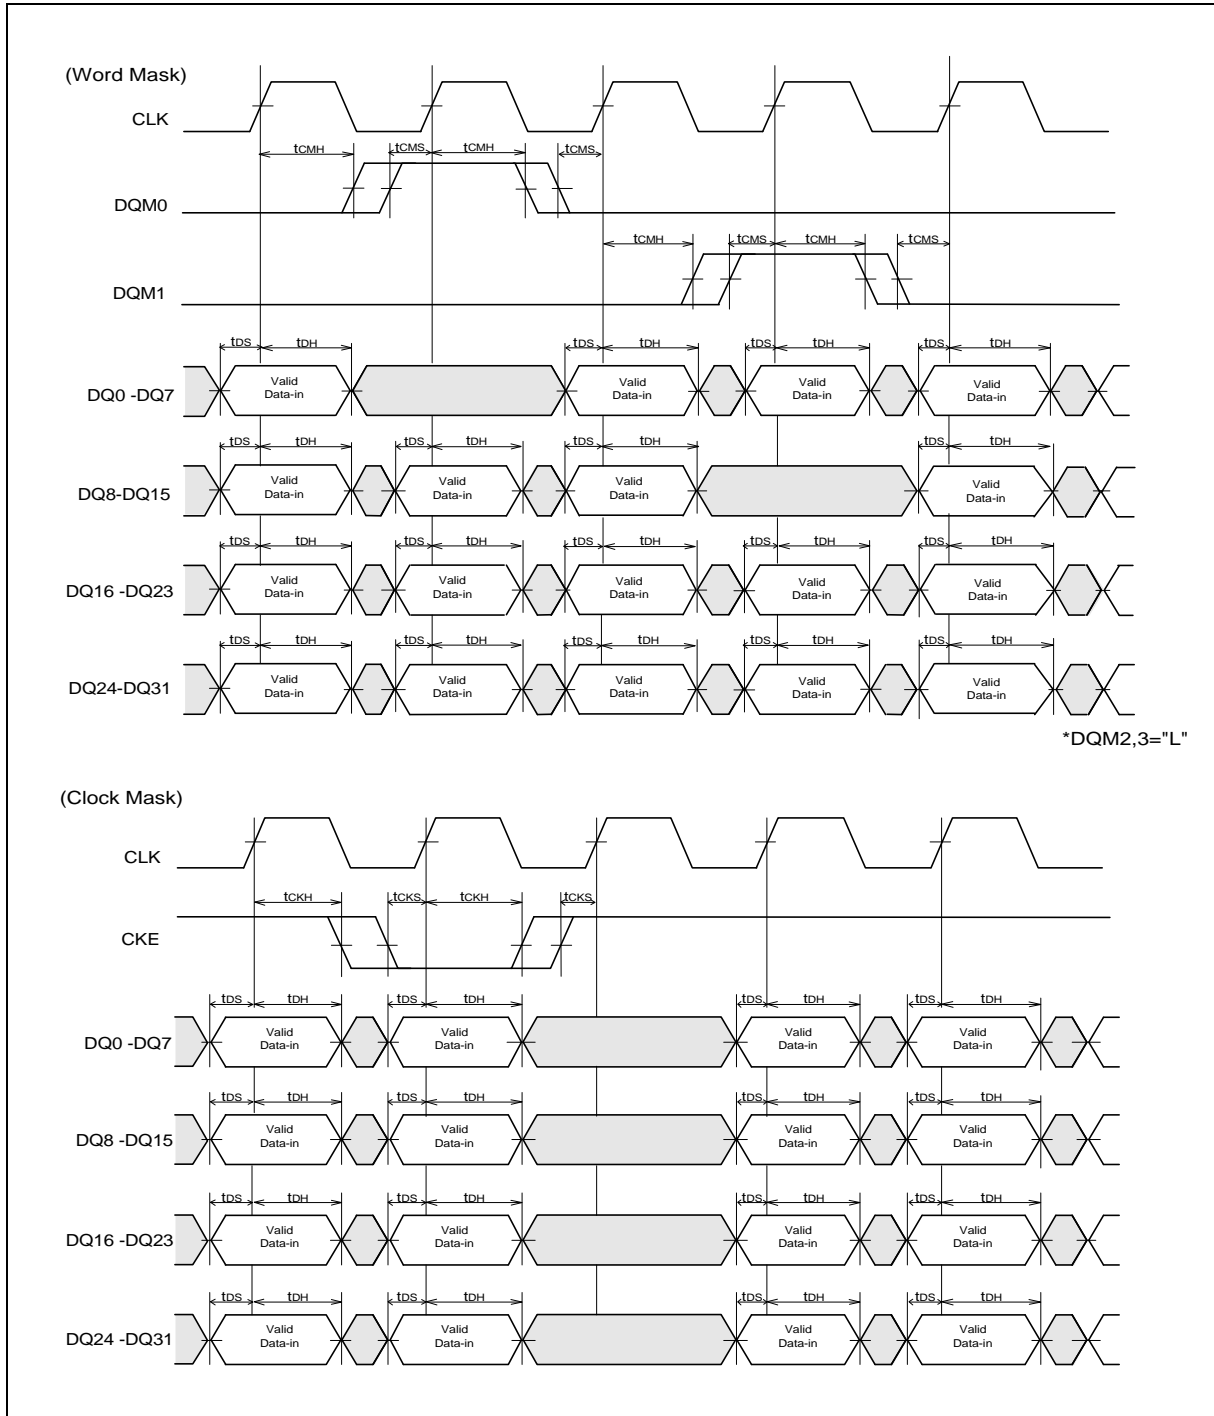 (Word Mask)
CLK
tCMH tCMS tCMH tCMS
DQM0
tCMH tCMS tCMH tCMS
DQM1
tDS tDH tDS tDH tDS tDH tDS tDH
DQ0 -DQ7 Valid Data-in Valid Data-in Valid Data-in Valid Data-in
tDS tDH tDS tDH tDS tDH tDS tDH
DQ8-DQ15 Valid Data-in Valid Data-in Valid Data-in Valid Data-in
tDS tDH tDS tDH tDS tDH tDS tDH tDS tDH
DQ16 -DQ23 Valid Data-in Valid Data-in Valid Data-in Valid Data-in Valid Data-in
tDS tDH tDS tDH tDS tDH tDS tDH tDS tDH
DQ24-DQ31 Valid Data-in Valid Data-in Valid Data-in Valid Data-in Valid Data-in
*DQM2,3="L"
(Clock Mask)
CLK
tCKH tCKS tCKH tCKS
CKE
tDS tDH tDS tDH tDS tDH tDS tDH
DQ0 -DQ7 Valid Data-in Valid Data-in Valid Data-in Valid Data-in
tDS tDH tDS tDH tDS tDH tDS tDH
DQ8 -DQ15 Valid Data-in Valid Data-in Valid Data-in Valid Data-in
tDS tDH tDS tDH tDS tDH tDS tDH
DQ16 -DQ23 Valid Data-in Valid Data-in Valid Data-in Valid Data-in
tDS tDH tDS tDH tDS tDH tDS tDH
DQ24 -DQ31 Valid Data-in Valid Data-in Valid Data-in Valid Data-in